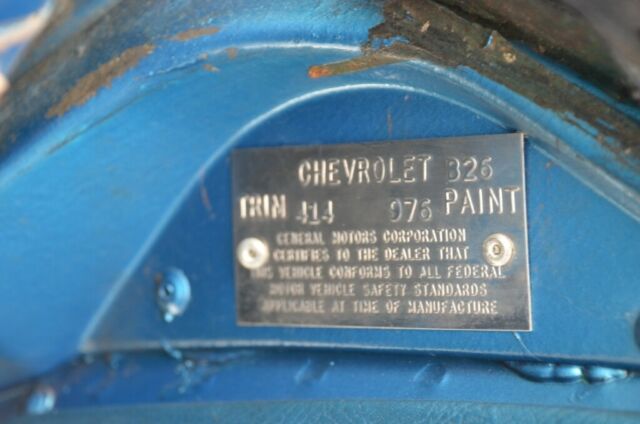 CHEVROLET 326
TRIM 414 976 PAINT
GENERAL MOTORS CORPORATION
CERTIFIES TO THE DEALER THAT
THIS VEHICLE CONFORMS TO ALL FEDERAL
MOTOR VEHICLE SAFETY STANDARDS
APPLICABLE AT TIME OF MANUFACTURE